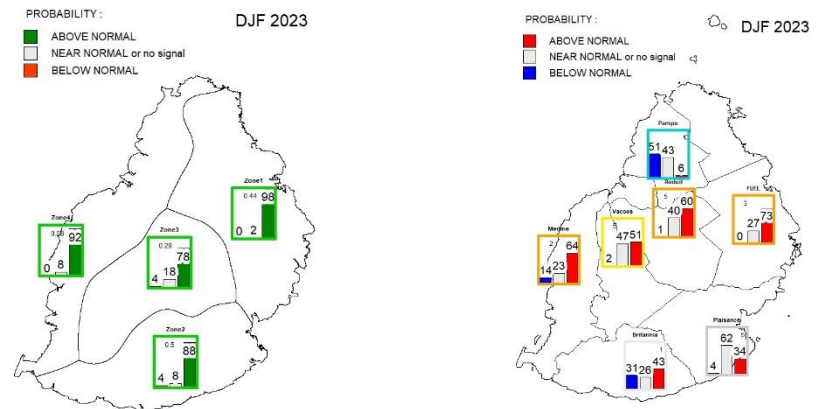 PROBABILITY :
DJF 2023
ABOVE NORMAL
NEAR NORMAL or no signal
BELOW NORMAL
Zone1
0.44 98
0 2
Zone4
92
0 8
Zone3
0.29
78
4 18
Zone2
0.5
88
4 8
PROBABILITY :
DJF 2023
ABOVE NORMAL
NEAR NORMAL or no signal
BELOW NORMAL
Pamps
51 43
6
Reduit
5
60
40
1
FUEL
3
73
27
0
Vacoas
47 51
2
Medine
2
64
14 23
Plaisance
62
34
4
Britannia
1
43
31 26